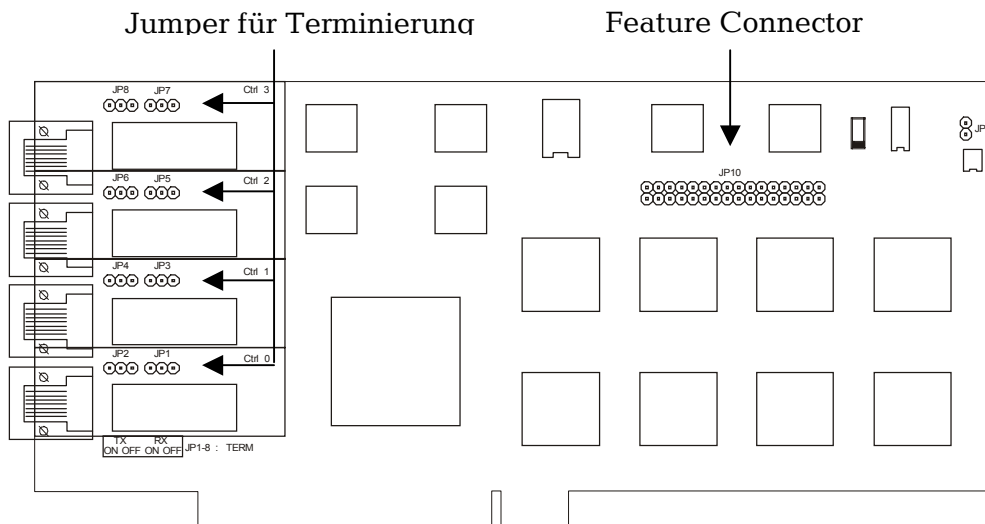 Jumper für Terminierung
Feature Connector
JP8 JP7 Ctrl 3
JP6 JP5 Ctrl 2
JP10
JP4 JP3 Ctrl 1
JP2 JP1 Ctrl 0
TX RX
ON OFF ON OFF JP1-8 : TERM